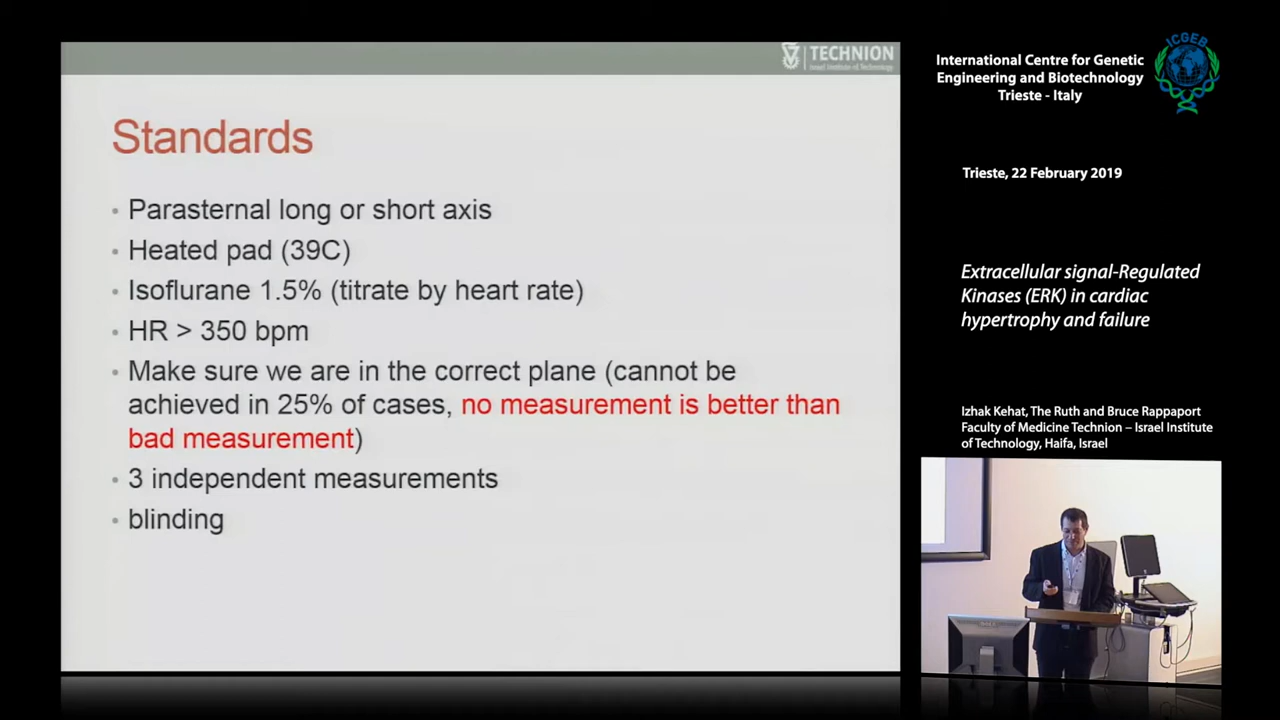 TECHNION
Israel Institute of Technology
Standards
• Parasternal long or short axis
• Heated pad (39C)
• Isoflurane 1.5% (titrate by heart rate)
• HR > 350 bpm
• Make sure we are in the correct plane (cannot be
achieved in 25% of cases, no measurement is better than
bad measurement)
• 3 independent measurements
• blinding
International Centre for Genetic
Engineering and Biotechnology
Trieste - Italy
ICGEB
Trieste, 22 February 2019
Extracellular signal-Regulated
Kinases (ERK) in cardiac
hypertrophy and failure
Izhak Kehat, The Ruth and Bruce Rappaport
Faculty of Medicine Technion – Israel Institute
of Technology, Haifa, Israel